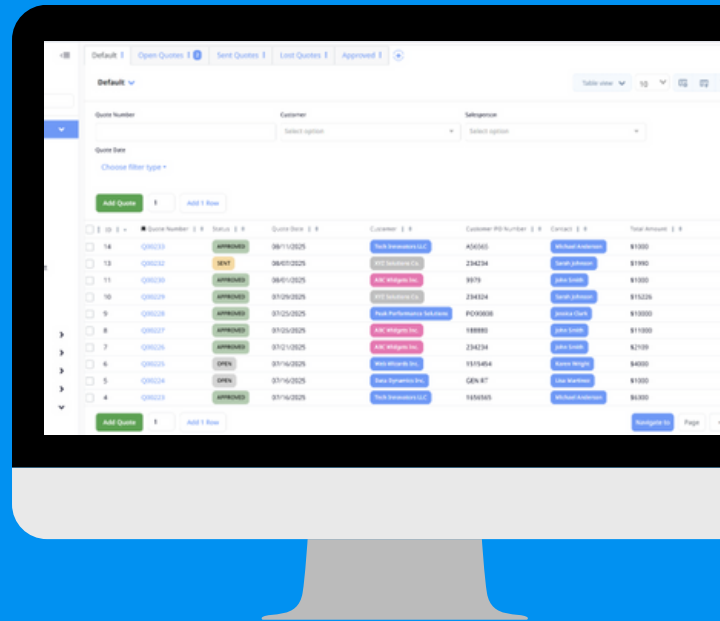 Default Open Quotes 2 Sent Quotes Lost Quotes Approved
Default Table view 10
Quote Number Customer Salesperson
Select option Select option
Quote Date
Choose filter type
Add Quote 1 Add 1 Row
ID Quote Number Status Quote Date Customer Customer PO Number Contact Total Amount
14 Q00233 APPROVED 08/11/2025 Tech Innovators LLC 456565 Michael Anderson $1000
13 Q00232 SENT 08/07/2025 XYZ Solutions Co. 234234 Sarah Johnson $1990
11 Q00230 APPROVED 08/01/2025 ABC Widgets Inc. 3979 John Smith $1000
10 Q00229 APPROVED 07/29/2025 XYZ Solutions Co. 234324 Sarah Johnson $15226
9 Q00228 APPROVED 07/25/2025 Peak Performance Solutions PO90808 Jessica Clark $10000
8 Q00227 APPROVED ABC Widgets Inc. John Smith $11000
7 Q00226 APPROVED 07/21/2025 ABC Widgets Inc. 234234 John Smith $2109
6 Q00225 OPEN 07/16/2025 Web Wizards Inc. 1515454 Karen Wright $4000
5 Q00224 OPEN 07/16/2025 Data Dynamics Inc. GEN RT Lisa Martinez $1000
4 Q00223 APPROVED 07/16/2025 Tech Innovators LLC 1656565 Michael Anderson $6300
Add Quote 1 Add 1 Row Navigate to Page